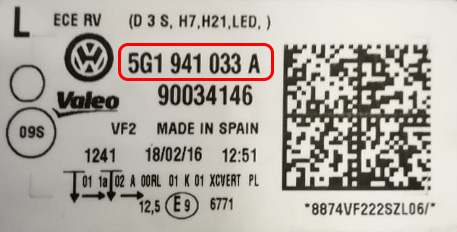 L ECE RV (D 3 S, H7,H21,LED, )
5G1 941 033 A
Valeo 90034146
09S VF2 MADE IN SPAIN
1241 18/02/16 12:51
01 1a 02 A 00RL 01 K 01 XCVERT PL
12,5 E9 6771 *8874VF222SZL06/*